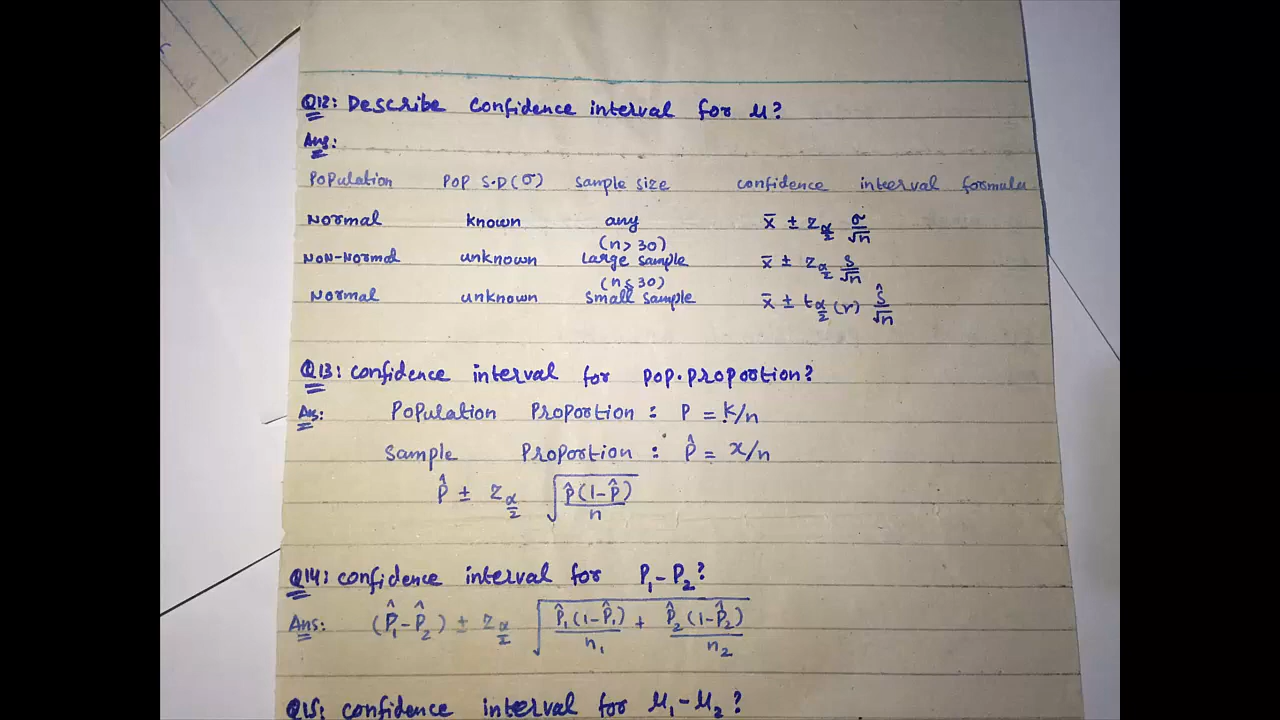 Q12: Describe confidence interval for μ?
Ans:
Population Pop S.D(σ) sample size confidence interval formula
Normal known any x̄ ± z α/2 σ/√n
(n > 30)
Non-Normal unknown large sample x̄ ± z α/2 s/√n
(n ≤ 30)
Normal unknown small sample x̄ ± t α/2 (r) ŝ/√n
Q13: confidence interval for pop. proportion?
Ans: Population Proportion: P = k/n
Sample Proportion: p̂ = x/n
p̂ ± z α/2 √(p̂(1-p̂)/n)
Q14: confidence interval for P₁-P₂?
Ans: (P̂₁-P̂₂) ± z α/2 √(p̂₁(1-p̂₁)/n₁ + p̂₂(1-p̂₂)/n₂)
Q15: confidence interval for μ₁-μ₂?